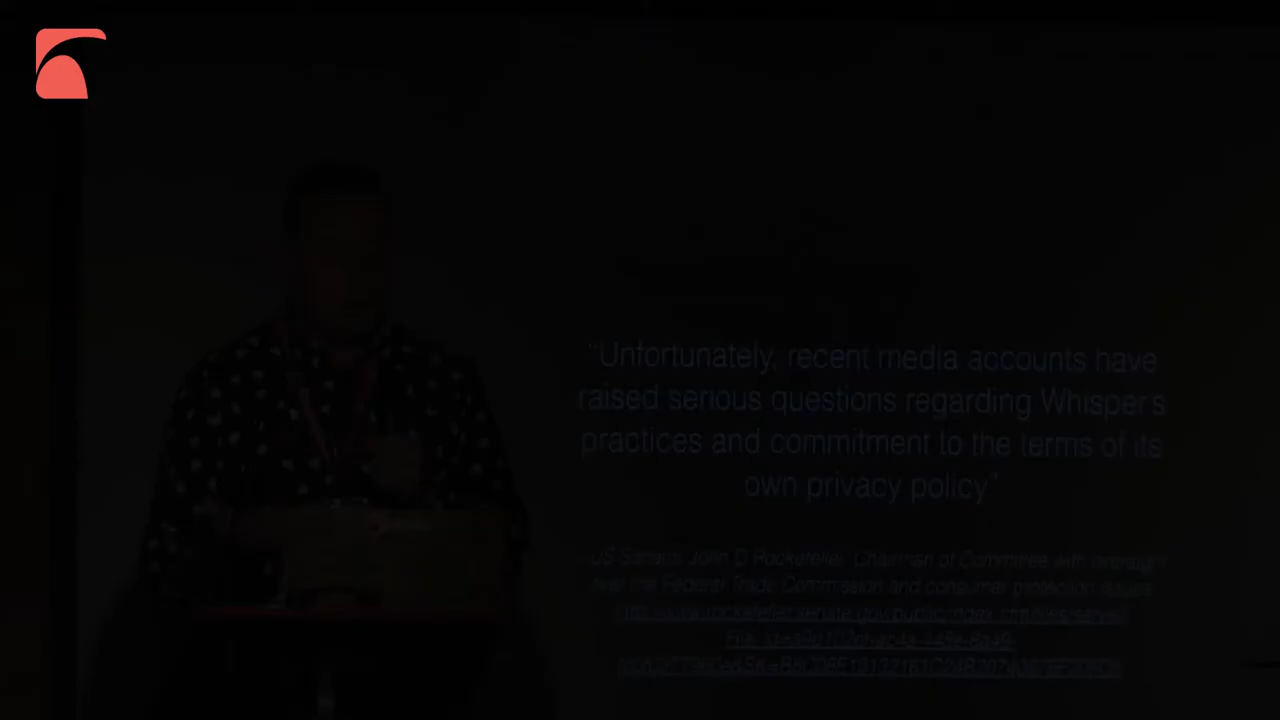 "Unfortunately, recent media accounts have
raised serious questions regarding Whisper's
practices and commitment to the terms of its
own privacy policy"
US Senator John D Rockefeller, Chairman of Committee with oversight
over the Federal Trade Commission and consumer protection issues